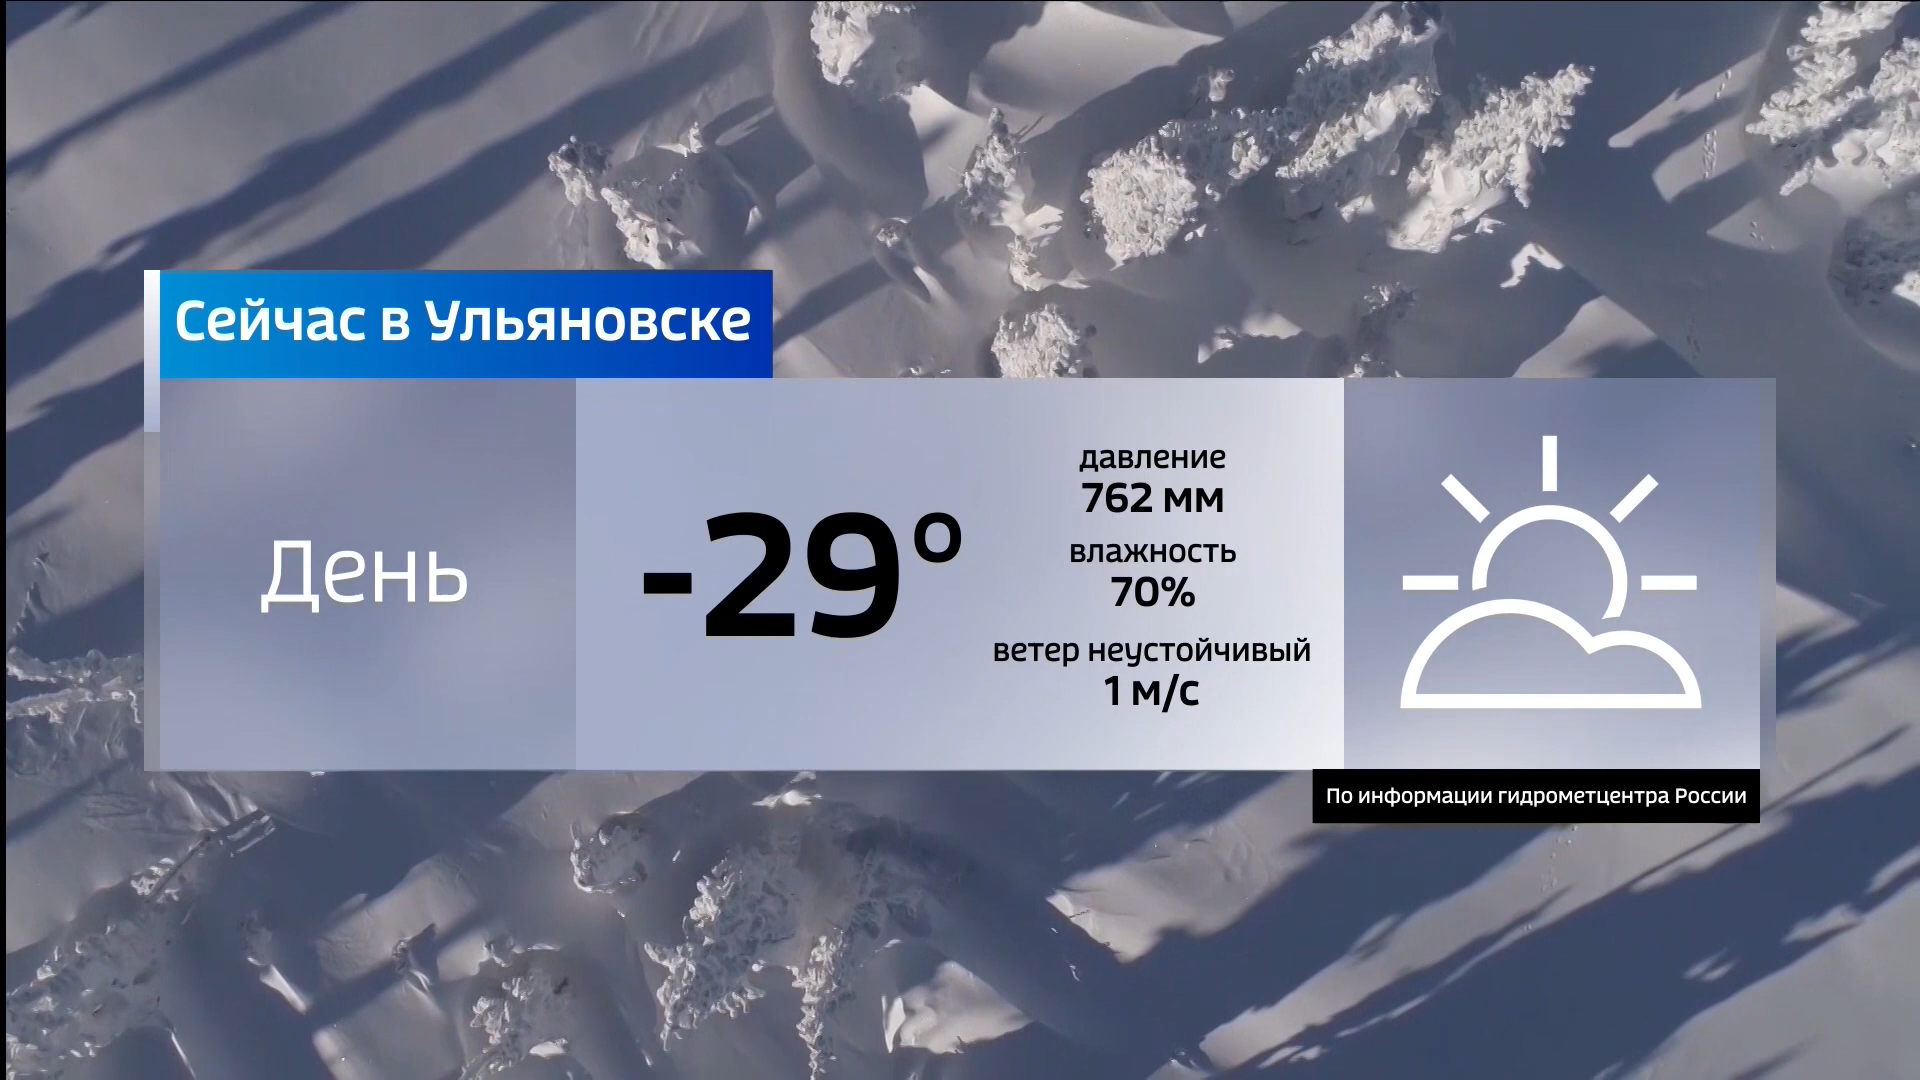 Сейчас в Ульяновске
День
-29°
давление
762 мм
влажность
70%
ветер неустойчивый
1 м/с
По информации гидрометцентра России